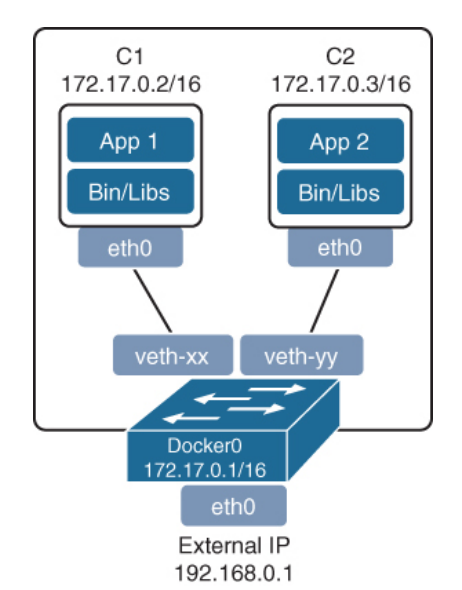 C1
172.17.0.2/16
App 1
Bin/Libs
eth0
C2
172.17.0.3/16
App 2
Bin/Libs
eth0
veth-xx
veth-yy
Docker0
172.17.0.1/16
eth0
External IP
192.168.0.1